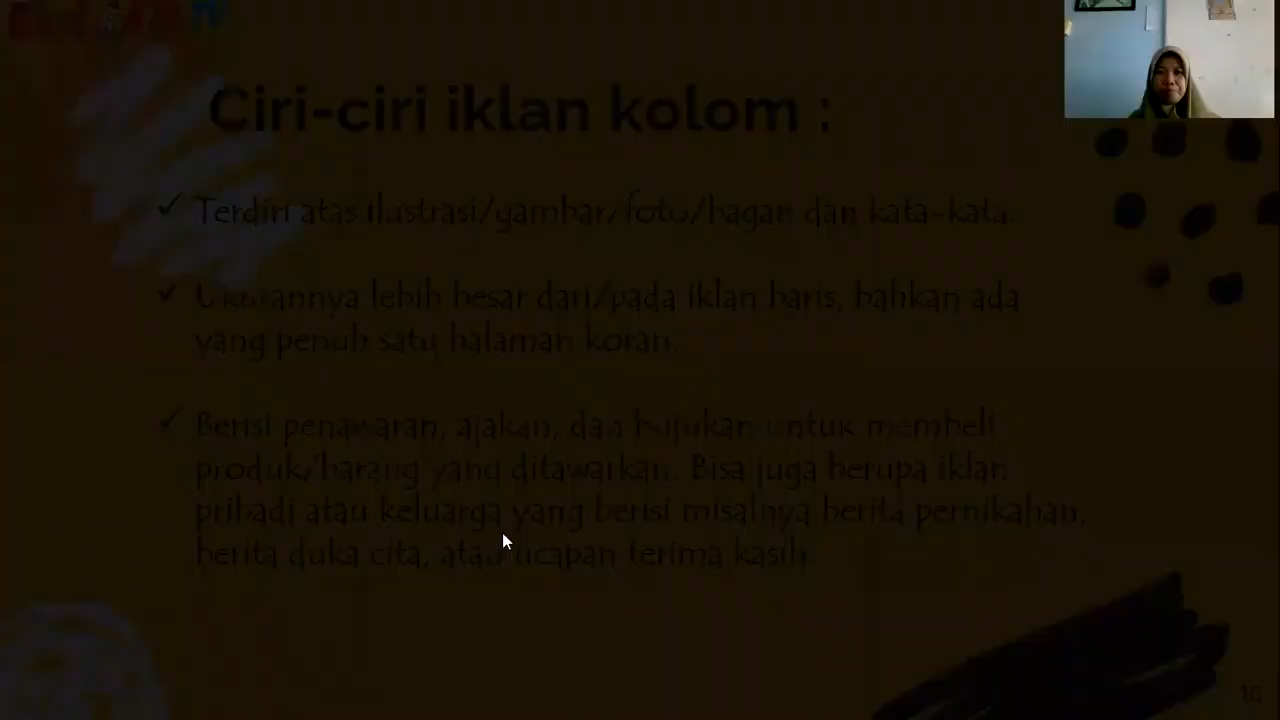 Ciri-ciri iklan kolom :
✓ Terdiri atas ilustrasi/gambar/foto/bagan dan kata-kata.
✓ Ukurannya lebih besar dari/pada iklan baris, bahkan ada
yang penuh satu halaman koran.
✓ Berisi penawaran, ajakan, dan bujukan untuk membeli
produk/barang yang ditawarkan. Bisa juga berupa iklan
pribadi atau keluarga yang berisi misalnya berita pernikahan,
berita duka cita, atau ucapan terima kasih
10